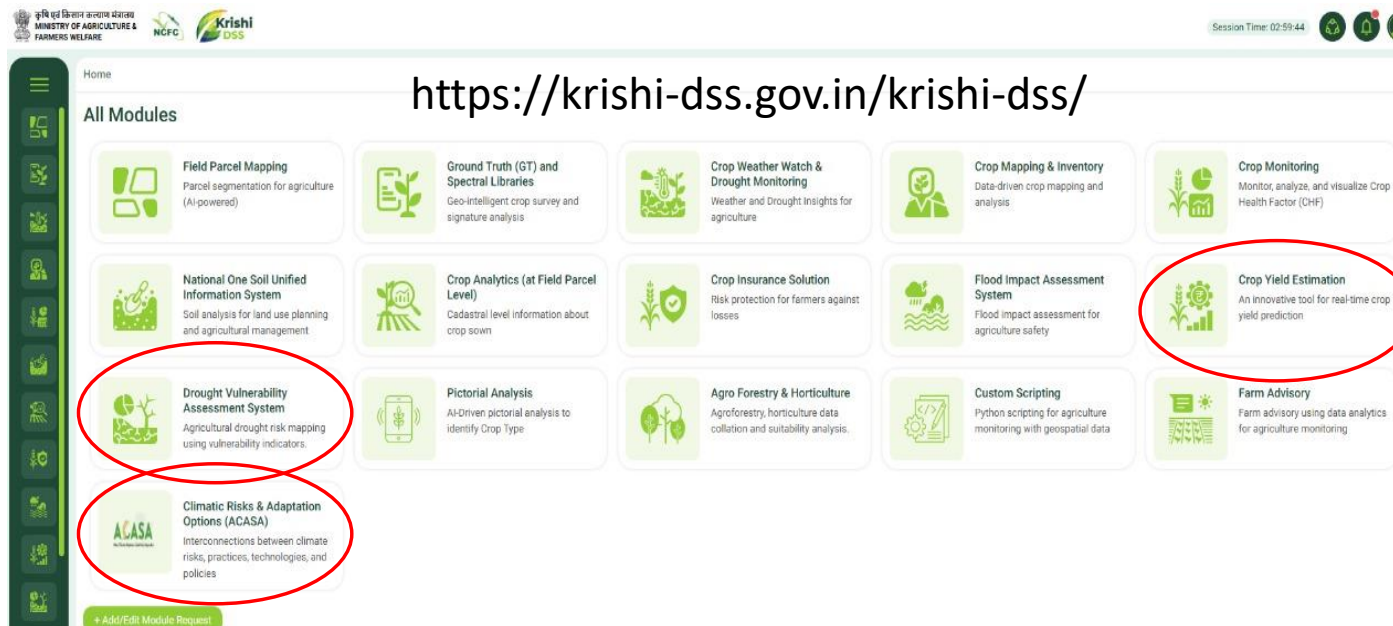 कृषि एवं किसान कल्याण मंत्रालय
MINISTRY OF AGRICULTURE &
FARMERS WELFARE
NCFC
Krishi
DSS
Session Time: 02:59:44
Home
https://krishi-dss.gov.in/krishi-dss/
All Modules
Field Parcel Mapping
Parcel segmentation for agriculture
(AI-powered)
Ground Truth (GT) and
Spectral Libraries
Geo-intelligent crop survey and
signature analysis
Crop Weather Watch &
Drought Monitoring
Weather and Drought Insights for
agriculture
Crop Mapping & Inventory
Data-driven crop mapping and
analysis
Crop Monitoring
Monitor, analyze, and visualize Crop
Health Factor (CHF)
National One Soil Unified
Information System
Soil analysis for land use planning
and agricultural management
Crop Analytics (at Field Parcel
Level)
Cadastral level information about
crop sown
Crop Insurance Solution
Risk protection for farmers against
losses
Flood Impact Assessment
System
Flood impact assessment for
agriculture safety
Crop Yield Estimation
An innovative tool for real-time crop
yield prediction
Drought Vulnerability
Assessment System
Agricultural drought risk mapping
using vulnerability indicators.
Pictorial Analysis
AI-Driven pictorial analysis to
identify Crop Type
Agro Forestry & Horticulture
Agroforestry, horticulture data
collation and suitability analysis.
Custom Scripting
Python scripting for agriculture
monitoring with geospatial data
Farm Advisory
Farm advisory using data analytics
for agriculture monitoring
ACASA
Climatic Risks & Adaptation
Options (ACASA)
Interconnections between climate
risks, practices, technologies, and
policies
+ Add/Edit Module Request